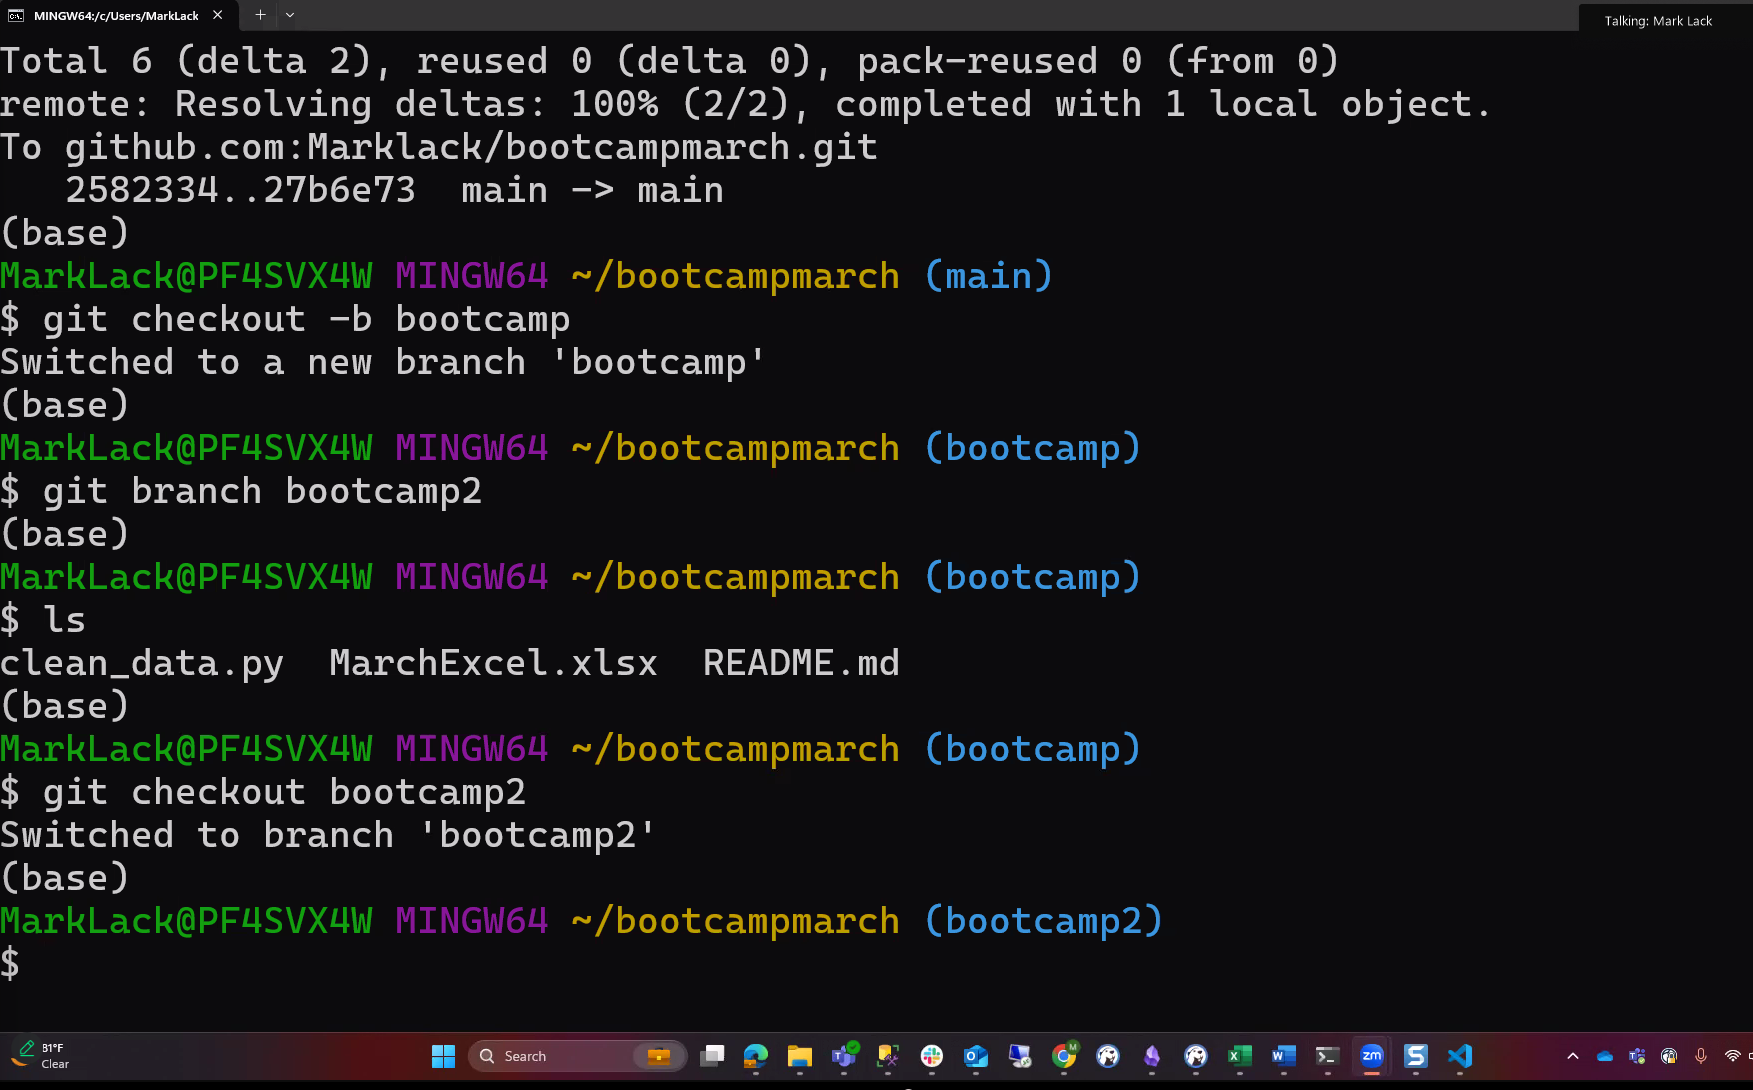 MINGW64:/c/Users/MarkLack
Talking: Mark Lack
Total 6 (delta 2), reused 0 (delta 0), pack-reused 0 (from 0)
remote: Resolving deltas: 100% (2/2), completed with 1 local object.
To github.com:Marklack/bootcampmarch.git
   2582334..27b6e73  main -> main
(base)
MarkLack@PF4SVX4W MINGW64 ~/bootcampmarch (main)
$ git checkout -b bootcamp
Switched to a new branch 'bootcamp'
(base)
MarkLack@PF4SVX4W MINGW64 ~/bootcampmarch (bootcamp)
$ git branch bootcamp2
(base)
MarkLack@PF4SVX4W MINGW64 ~/bootcampmarch (bootcamp)
$ ls
clean_data.py  MarchExcel.xlsx  README.md
(base)
MarkLack@PF4SVX4W MINGW64 ~/bootcampmarch (bootcamp)
$ git checkout bootcamp2
Switched to branch 'bootcamp2'
(base)
MarkLack@PF4SVX4W MINGW64 ~/bootcampmarch (bootcamp2)
$
81°F
Clear
Search
zm